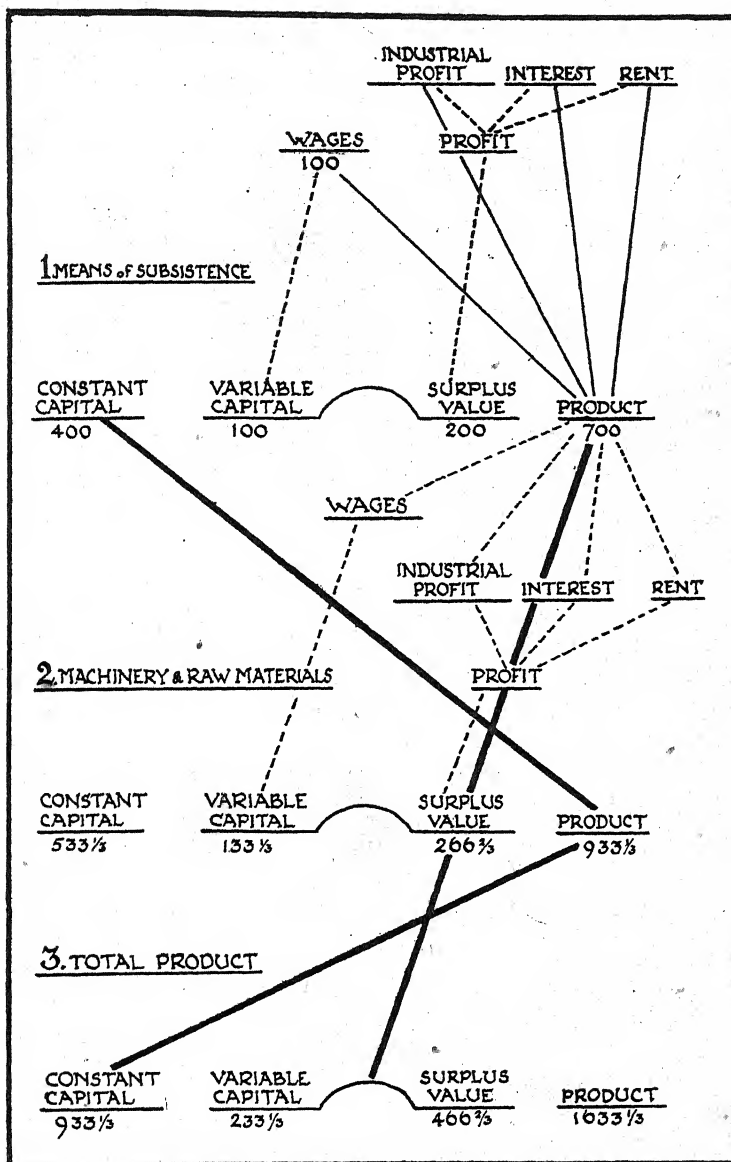 INDUSTRIAL
PROFIT
INTEREST
RENT
WAGES
100
PROFIT
1 MEANS of SUBSISTENCE
CONSTANT
CAPITAL
400
VARIABLE
CAPITAL
100
SURPLUS
VALUE
200
PRODUCT
700
WAGES
INDUSTRIAL
PROFIT
INTEREST
RENT
2. MACHINERY & RAW MATERIALS
PROFIT
CONSTANT
CAPITAL
533⅓
VARIABLE
CAPITAL
133⅓
SURPLUS
VALUE
266⅔
PRODUCT
933⅓
3. TOTAL PRODUCT
CONSTANT
CAPITAL
933⅓
VARIABLE
CAPITAL
233⅓
SURPLUS
VALUE
466⅔
PRODUCT
1633⅓